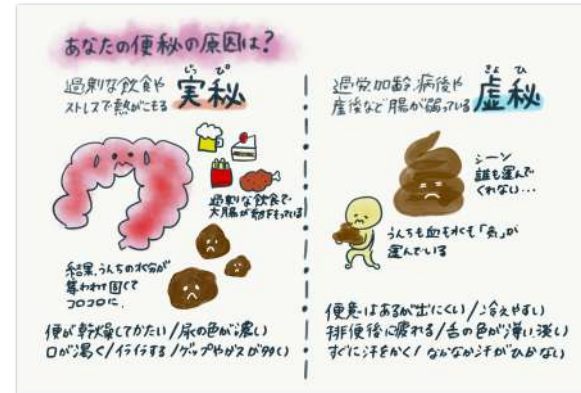 あなたの便秘の原因は?
過剰な飲食や
ストレスで熱がこもる
じっぴ
実秘
過剰な飲食で、
大腸が熱をもっている
結果、うんちの水分が
奪われ固くて
コロコロに.
便が乾燥してかたい/尿の色が濃い
口が渇く/イライラする/ゲップやガスが多い
過労、加齢、病後や
産後など腸が弱っている
きょひ
虚秘
シーン
誰も運んで
くれない…
うんちも血も水も「気」が
運んでいる
便意はあるが出にくい/冷えやすい
排便後に疲れる/舌の色が薄い淡い
すぐに汗をかく/なかなか汗がひかない